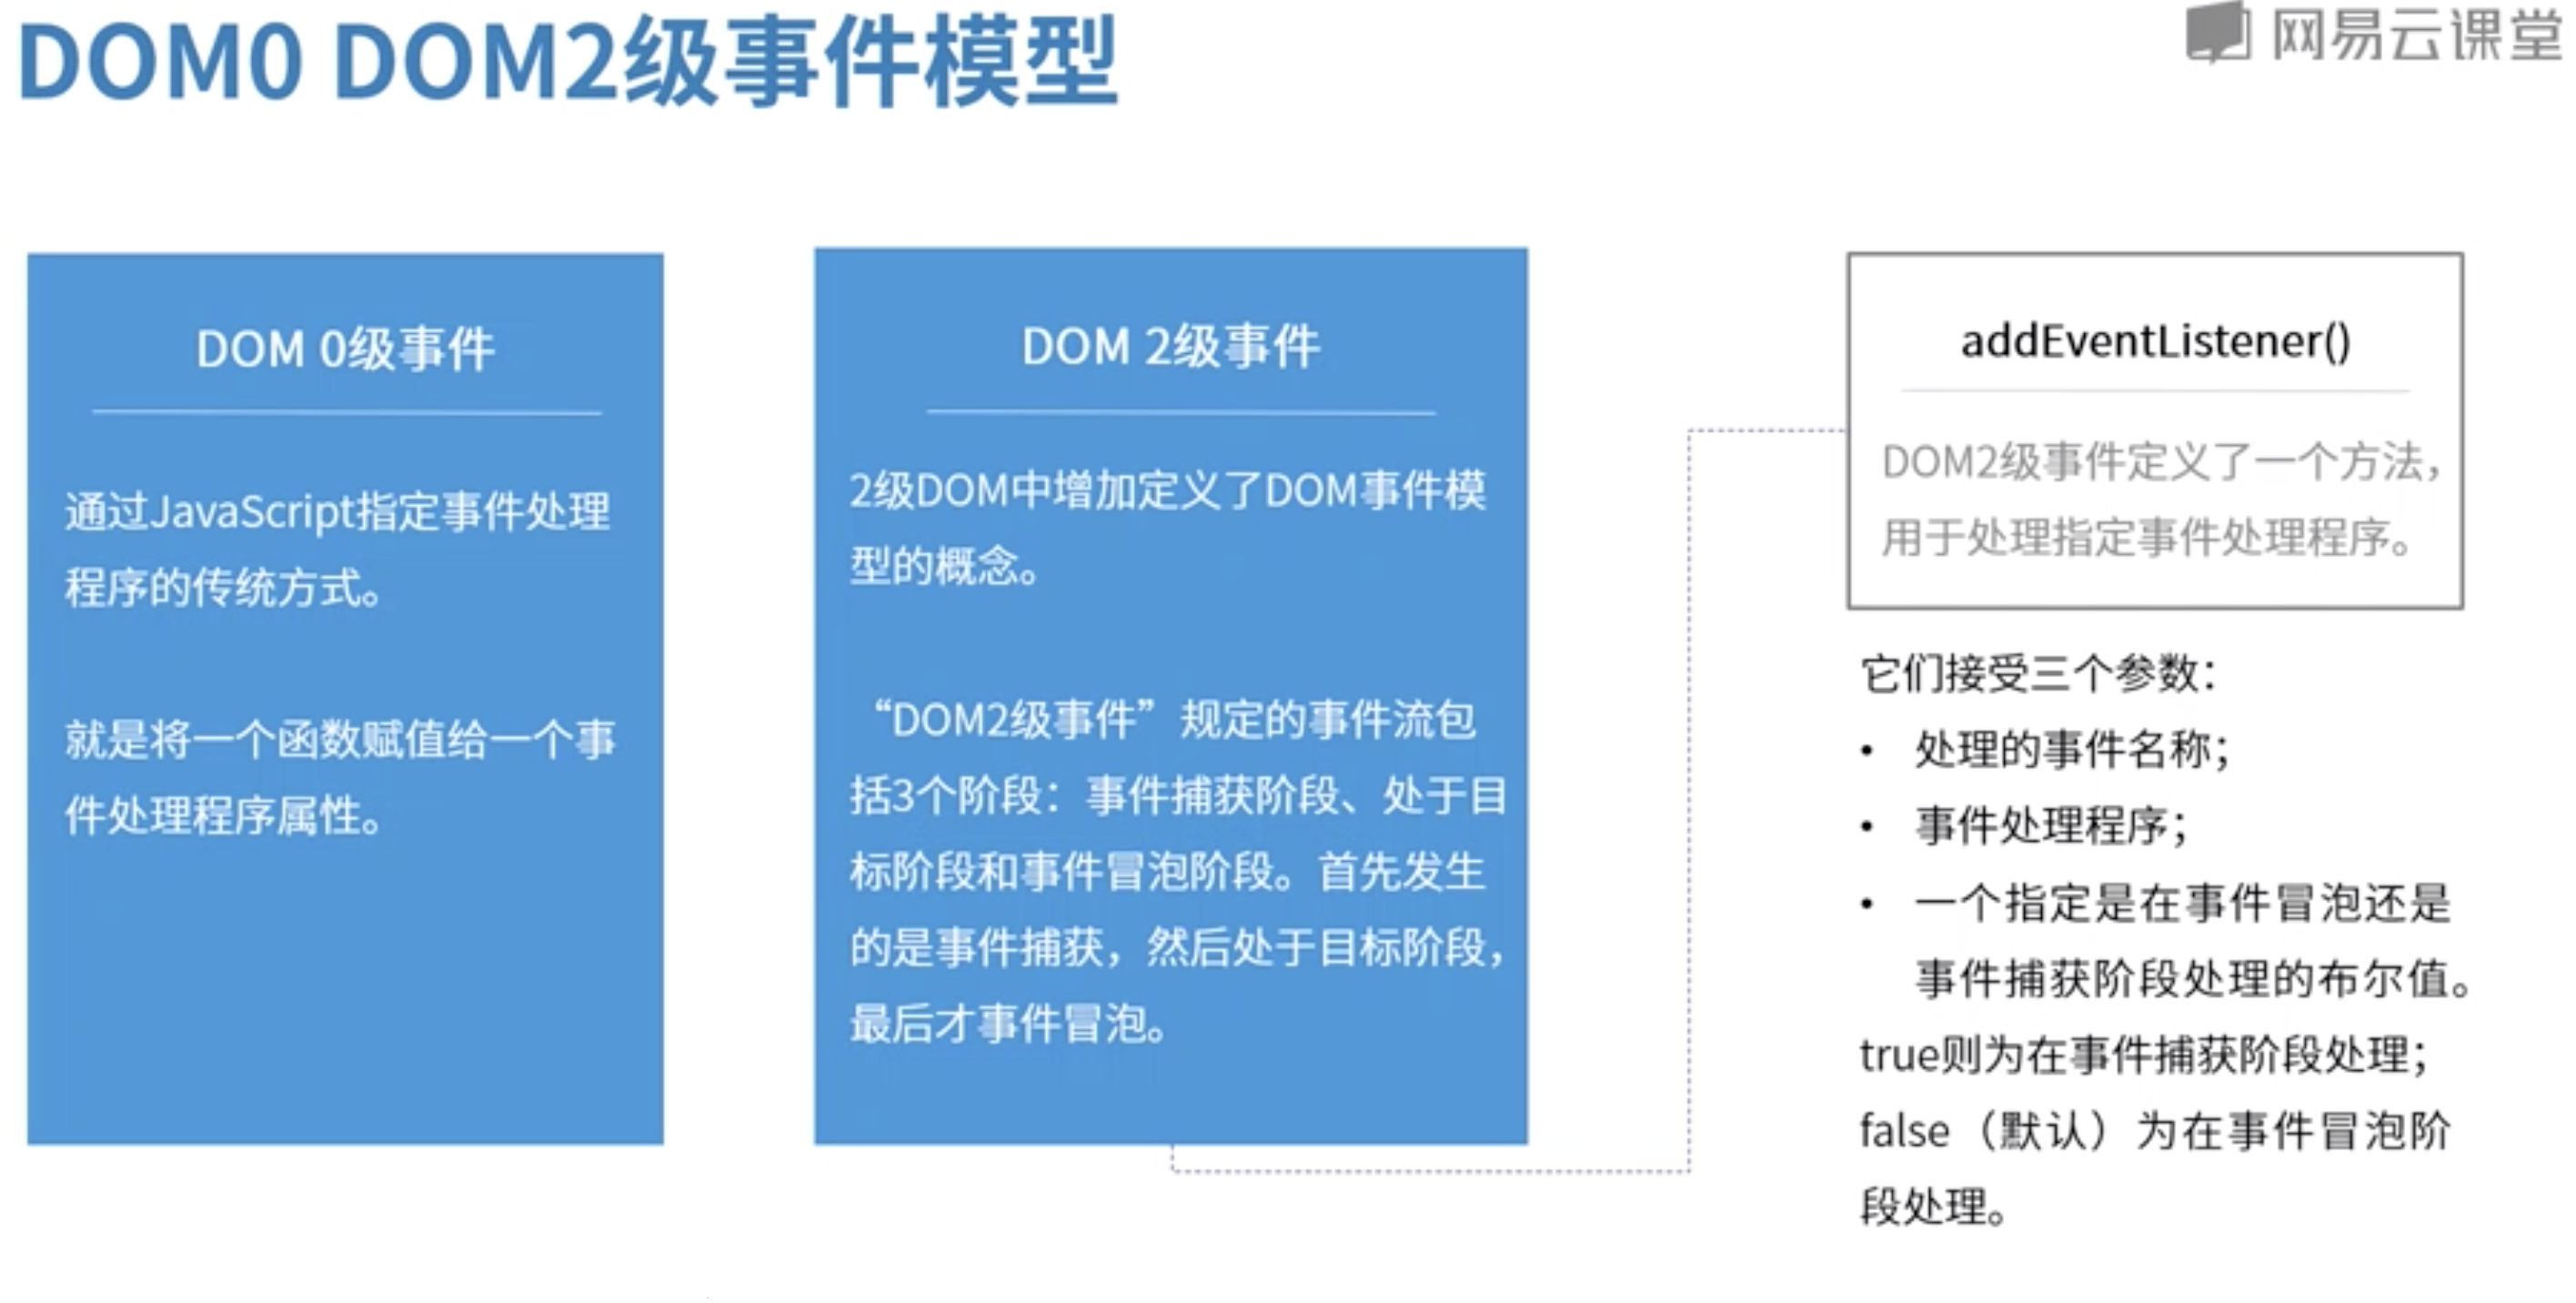 DOM0 DOM2级事件模型
网易云课堂
DOM 0级事件
通过JavaScript指定事件处理
程序的传统方式。
就是将一个函数赋值给一个事
件处理程序属性。
DOM 2级事件
2级DOM中增加定义了DOM事件模
型的概念。
“DOM2级事件”规定的事件流包
括3个阶段：事件捕获阶段、处于目
标阶段和事件冒泡阶段。首先发生
的是事件捕获，然后处于目标阶段，
最后才事件冒泡。
addEventListener()
DOM2级事件定义了一个方法，
用于处理指定事件处理程序。
它们接受三个参数：
• 处理的事件名称；
• 事件处理程序；
• 一个指定是在事件冒泡还是
事件捕获阶段处理的布尔值。
true则为在事件捕获阶段处理；
false（默认）为在事件冒泡阶
段处理。